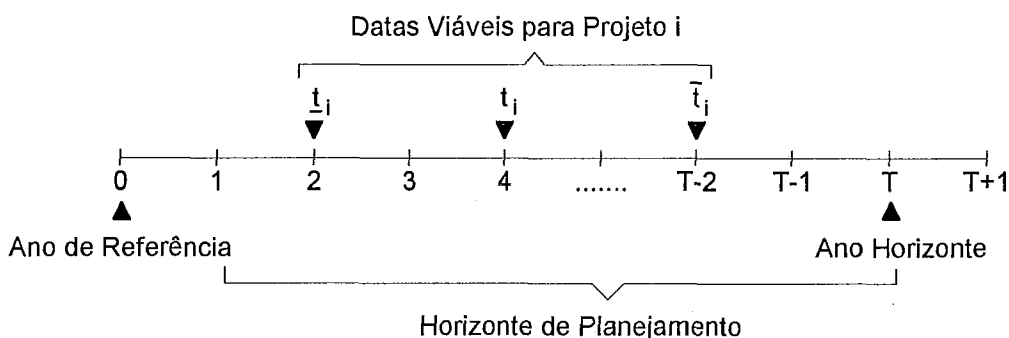 Datas Viáveis para Projeto i
t̲ i t i t̄ i
0 1 2 3 4 ....... T-2 T-1 T T+1
Ano de Referência Ano Horizonte
Horizonte de Planejamento